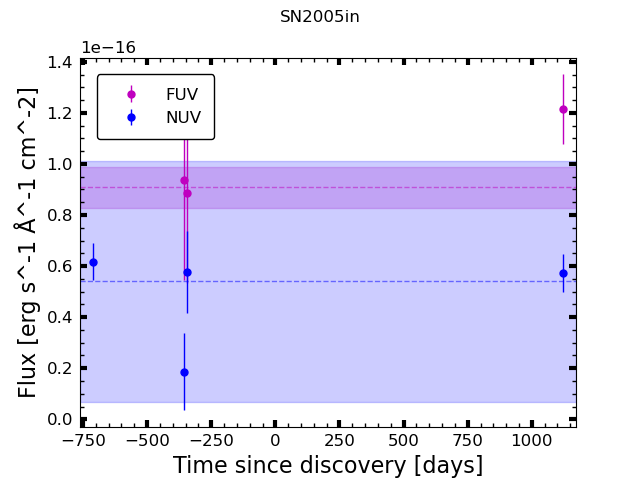 SN2005in
1e−16
1.4
1.2
1.0
0.8
0.6
0.4
0.2
0.0
Flux [erg s^-1 Å^-1 cm^-2]
FUV
NUV
−750 −500 −250 0 250 500 750 1000
Time since discovery [days]